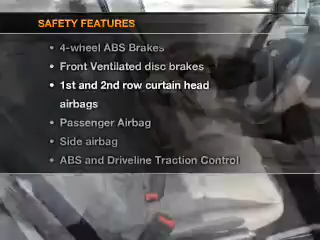 SAFETY FEATURES
• 4-wheel ABS Brakes
• Front Ventilated disc brakes
• 1st and 2nd row curtain head
airbags
• Passenger Airbag
• Side airbag
• ABS and Driveline Traction Control